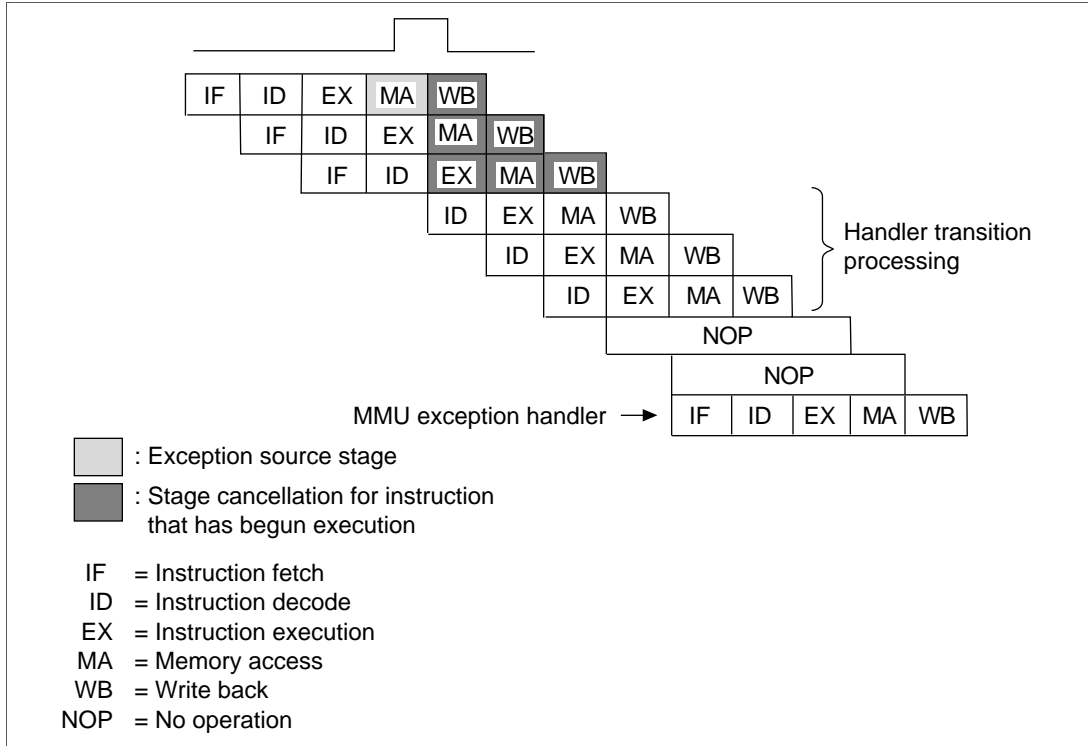 IF ID EX MA WB
IF ID EX MA WB
IF ID EX MA WB
ID EX MA WB
ID EX MA WB
ID EX MA WB
Handler transition
processing
NOP
NOP
MMU exception handler → IF ID EX MA WB
: Exception source stage
: Stage cancellation for instruction
that has begun execution
IF = Instruction fetch
ID = Instruction decode
EX = Instruction execution
MA = Memory access
WB = Write back
NOP = No operation